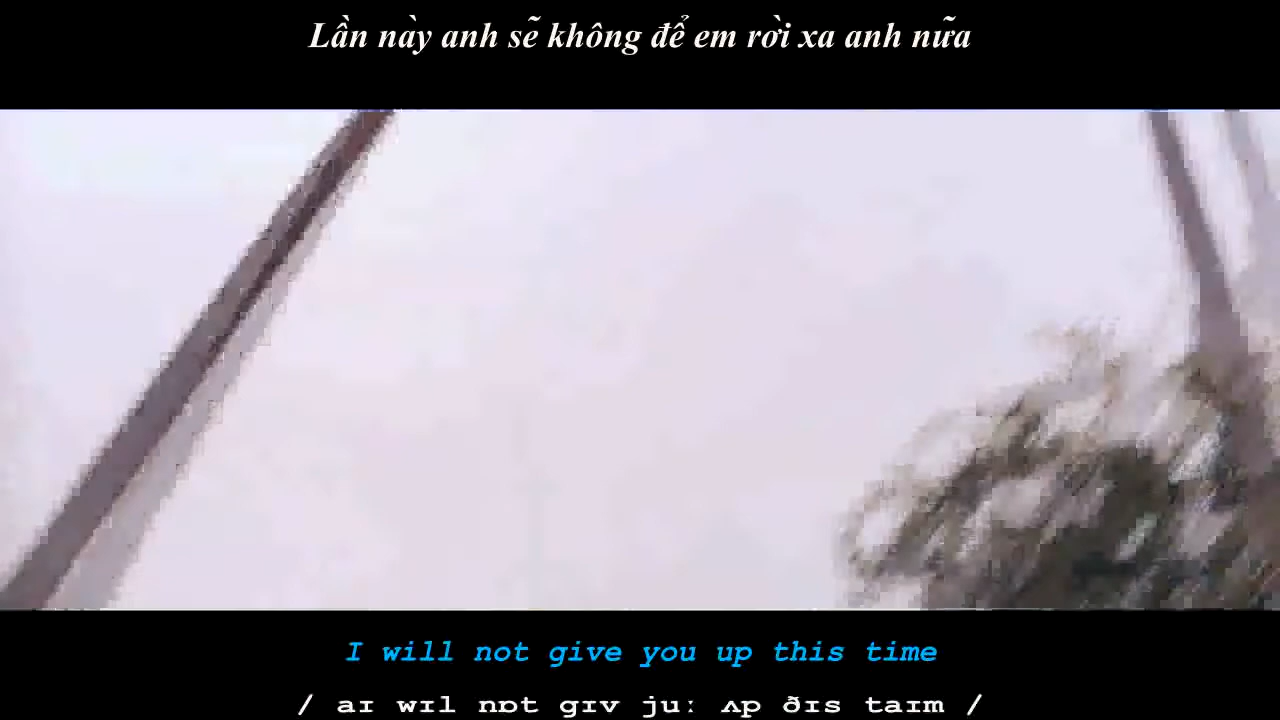 Lần này anh sẽ không để em rời xa anh nữa
I will not give you up this time
/ aɪ wɪl nɒt gɪv juː ʌp ðɪs taɪm /